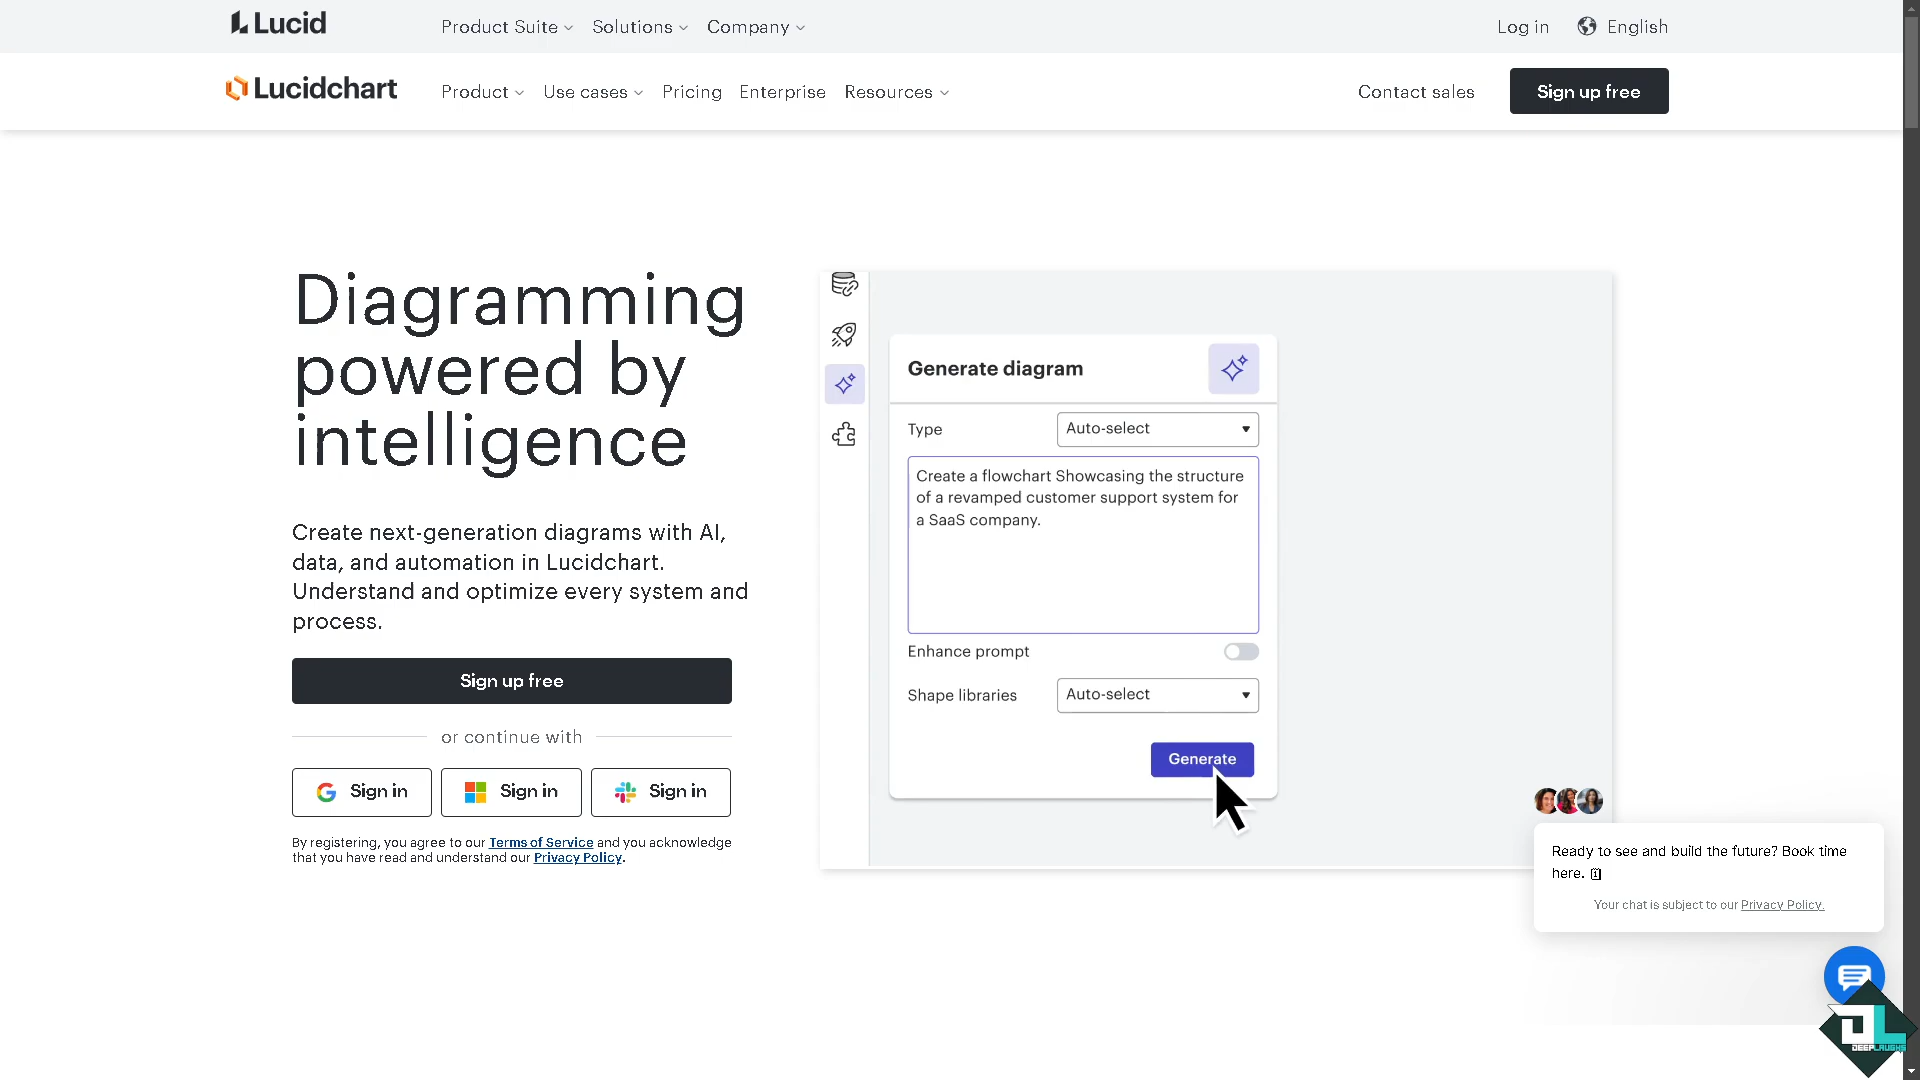 Lucid
Product Suite
Solutions
Company
Log in
English
Lucidchart
Product
Use cases
Pricing
Enterprise
Resources
Contact sales
Sign up free
Diagramming
powered by
intelligence
Create next-generation diagrams with AI,
data, and automation in Lucidchart.
Understand and optimize every system and
process.
Sign up free
or continue with
Sign in
Sign in
Sign in
By registering, you agree to our Terms of Service and you acknowledge
that you have read and understand our Privacy Policy.
Generate diagram
Type
Auto-select
Create a flowchart Showcasing the structure
of a revamped customer support system for
a SaaS company.
Enhance prompt
Shape libraries
Auto-select
Generate
Ready to see and build the future? Book time
here.
Your chat is subject to our Privacy Policy.
DEEPLAUGHS